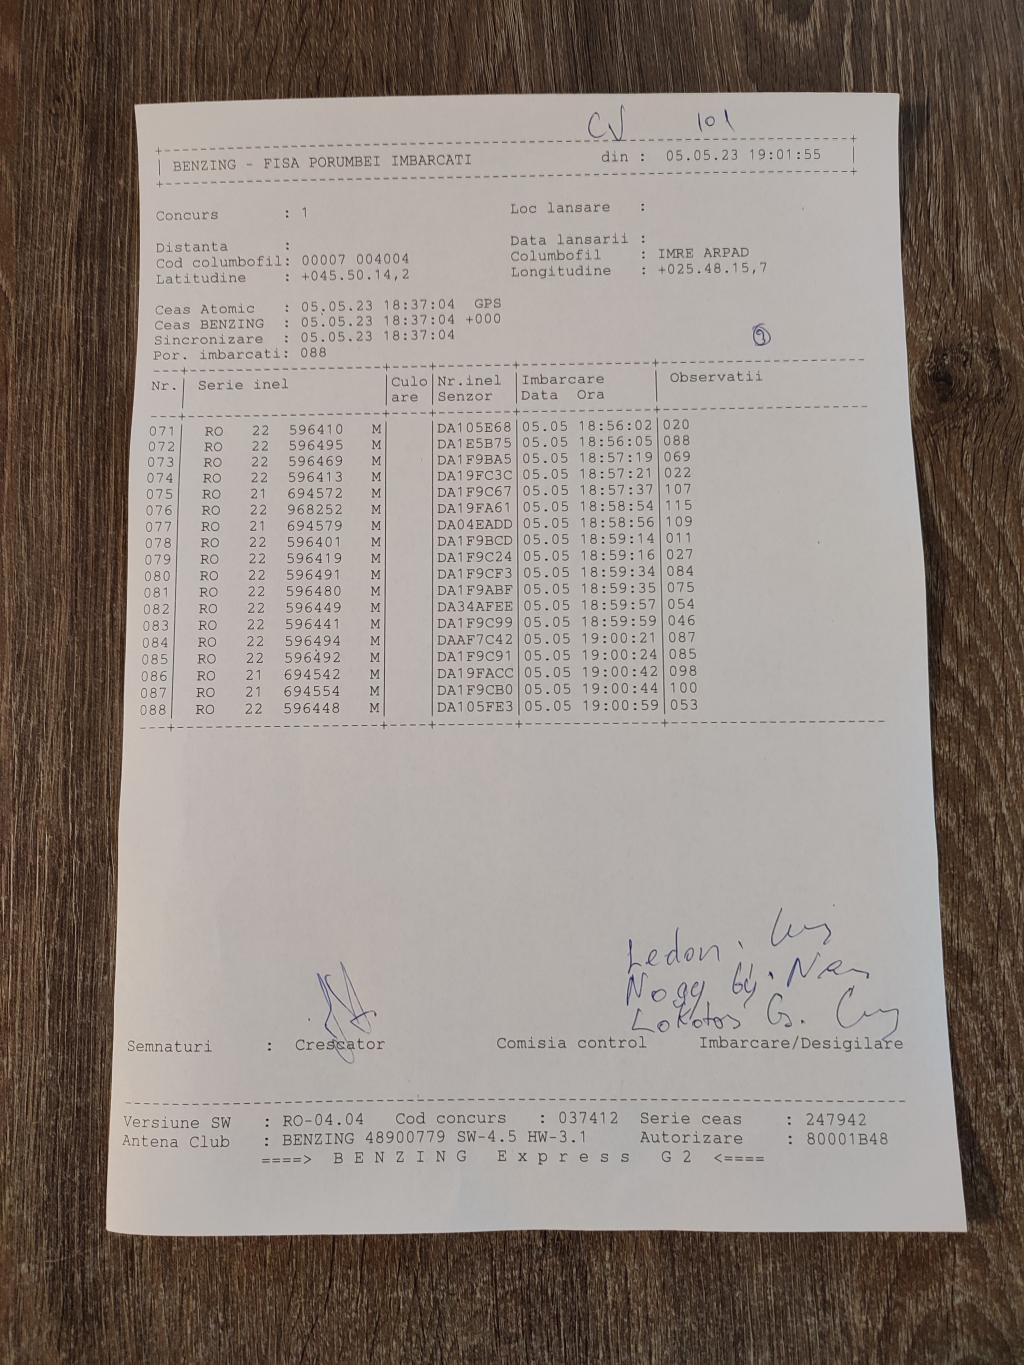 CV 101
BENZING - FISA PORUMBEI IMBARCATI din : 05.05.23 19:01:55
Concurs : 1 Loc lansare :
Distanta : Data lansarii :
Cod columbofil: 00007 004004 Columbofil : IMRE ARPAD
Latitudine : +045.50.14,2 Longitudine : +025.48.15,7
Ceas Atomic : 05.05.23 18:37:04 GPS
Ceas BENZING : 05.05.23 18:37:04 +000
Sincronizare : 05.05.23 18:37:04
Por. imbarcati: 088
Nr. Serie inel Culo Nr.inel Imbarcare Observatii
are Senzor Data Ora
071 RO 22 596410 M DA105E68 05.05 18:56:02 020
072 RO 22 596495 M DA1E5B75 05.05 18:56:05 088
073 RO 22 596469 M DA1F9BA5 05.05 18:57:19 069
074 RO 22 596413 M DA19FC3C 05.05 18:57:21 022
075 RO 21 694572 M DA1F9C67 05.05 18:57:37 107
076 RO 22 968252 M DA19FA61 05.05 18:58:54 115
077 RO 21 694579 M DA04EADD 05.05 18:58:56 109
078 RO 22 596401 M DA1F9BCD 05.05 18:59:14 011
079 RO 22 596419 M DA1F9C24 05.05 18:59:16 027
080 RO 22 596491 M DA1F9CF3 05.05 18:59:34 084
081 RO 22 596480 M DA1F9ABF 05.05 18:59:35 075
082 RO 22 596449 M DA34AFEE 05.05 18:59:57 054
083 RO 22 596441 M DA1F9C99 05.05 18:59:59 046
084 RO 22 596494 M DAAF7C42 05.05 19:00:21 087
085 RO 22 596492 M DA1F9C91 05.05 19:00:24 085
086 RO 21 694542 M DA19FACC 05.05 19:00:42 098
087 RO 21 694554 M DA1F9CB0 05.05 19:00:44 100
088 RO 22 596448 M DA105FE3 05.05 19:00:59 053
Semnaturi : Crescator Comisia control Imbarcare/Desigilare
Versiune SW : RO-04.04 Cod concurs : 037412 Serie ceas : 247942
Antena Club : BENZING 48900779 SW-4.5 HW-3.1 Autorizare : 80001B48
====> B E N Z I N G E x p r e s s G 2 <====